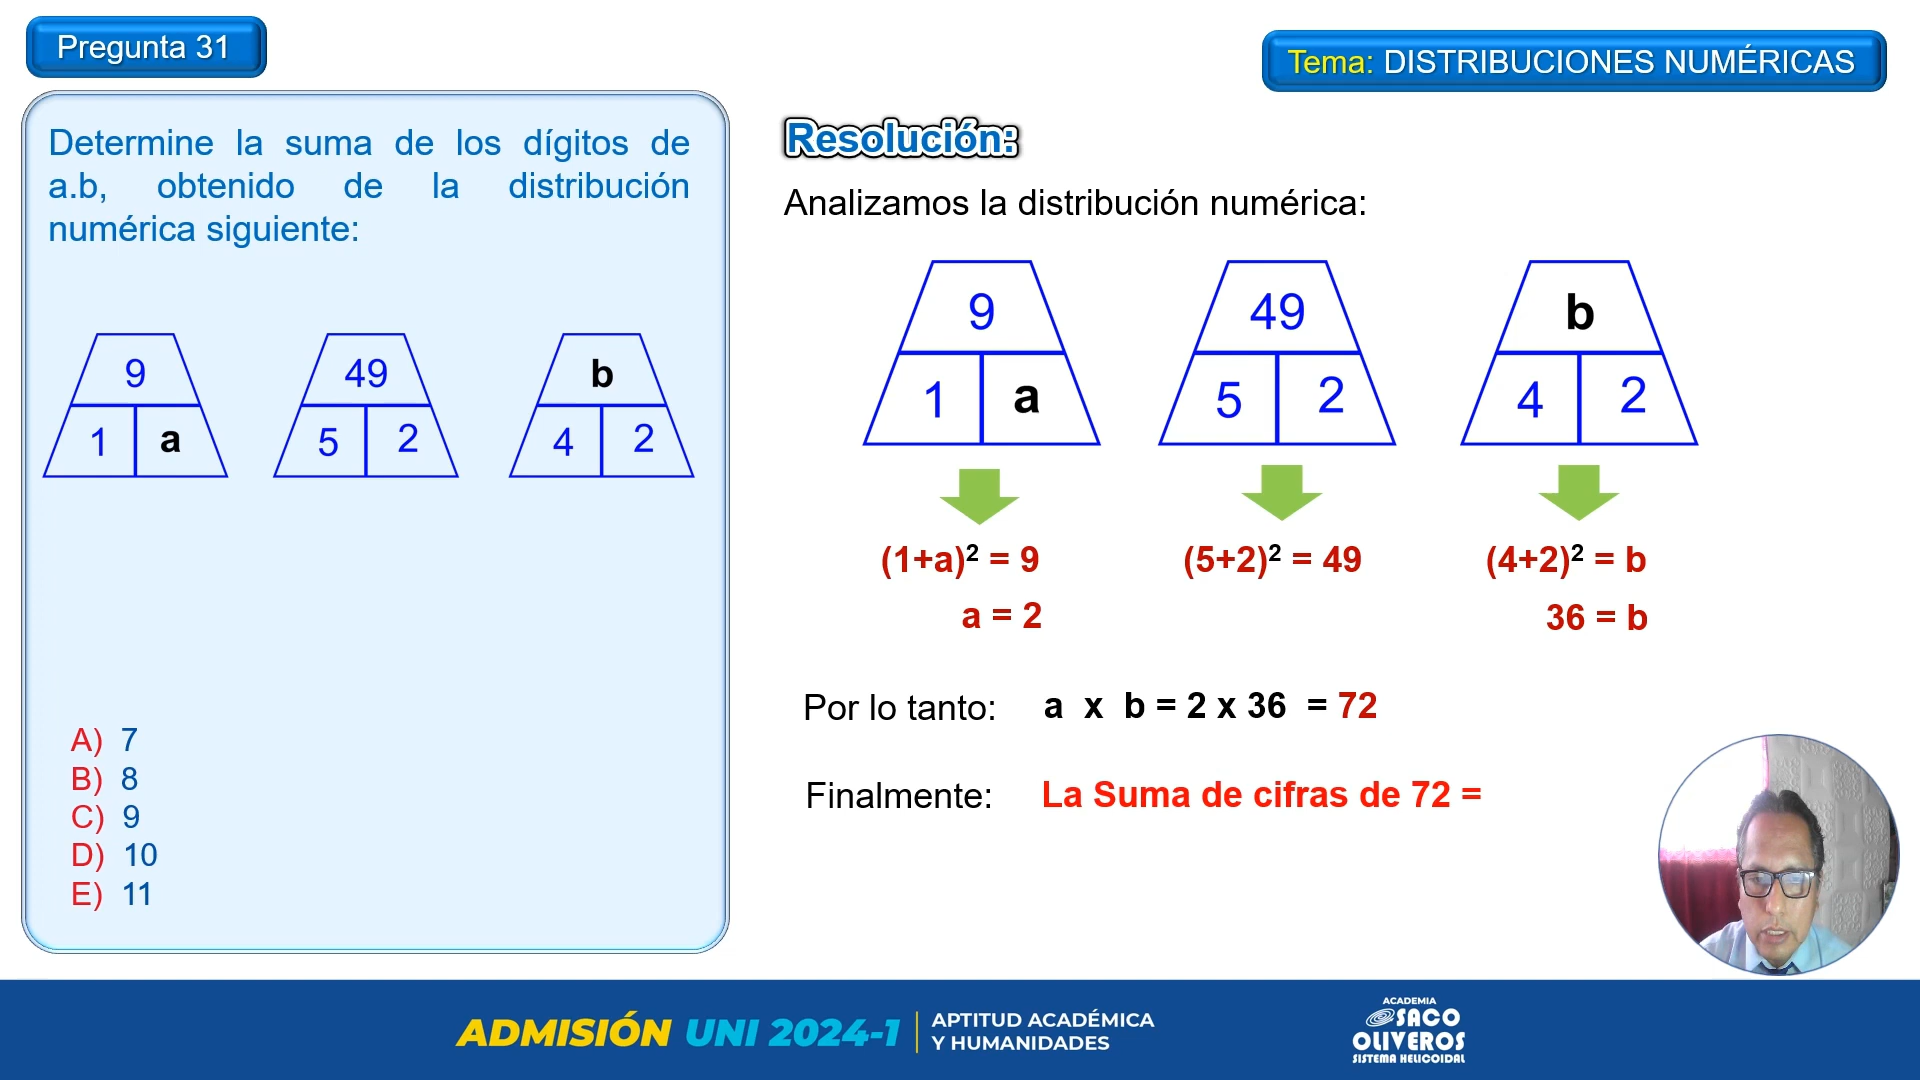 Pregunta 31
Tema: DISTRIBUCIONES NUMÉRICAS
Determine la suma de los dígitos de
a.b, obtenido de la distribución
numérica siguiente:
9
1 a
49
5 2
b
4 2
A) 7
B) 8
C) 9
D) 10
E) 11
Resolución:
Analizamos la distribución numérica:
9
1 a
49
5 2
b
4 2
(1+a)² = 9
a = 2
(5+2)² = 49
(4+2)² = b
36 = b
Por lo tanto: a x b = 2 x 36 = 72
Finalmente: La Suma de cifras de 72 =
ADMISIÓN UNI 2024-1
APTITUD ACADÉMICA
Y HUMANIDADES
ACADEMIA
SACO
OLIVEROS
SISTEMA HELICOIDAL